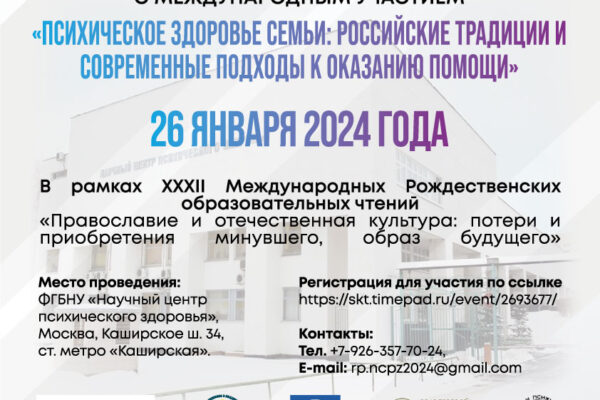 С МЕЖДУНАРОДНЫМ УЧАСТИЕМ
«ПСИХИЧЕСКОЕ ЗДОРОВЬЕ СЕМЬИ: РОССИЙСКИЕ ТРАДИЦИИ И
СОВРЕМЕННЫЕ ПОДХОДЫ К ОКАЗАНИЮ ПОМОЩИ»
26 ЯНВАРЯ 2024 ГОДА
В рамках XXXII Международных Рождественских
образовательных чтений
«Православие и отечественная культура: потери и
приобретения минувшего, образ будущего»
Место проведения:
ФГБНУ «Научный центр
психического здоровья»,
Москва, Каширское ш. 34,
ст. метро «Каширская».
Регистрация для участия по ссылке
https://skt.timepad.ru/event/2693677/
Контакты:
Тел. +7-926-357-70-24,
E-mail: rp.ncpz2024@gmail.com